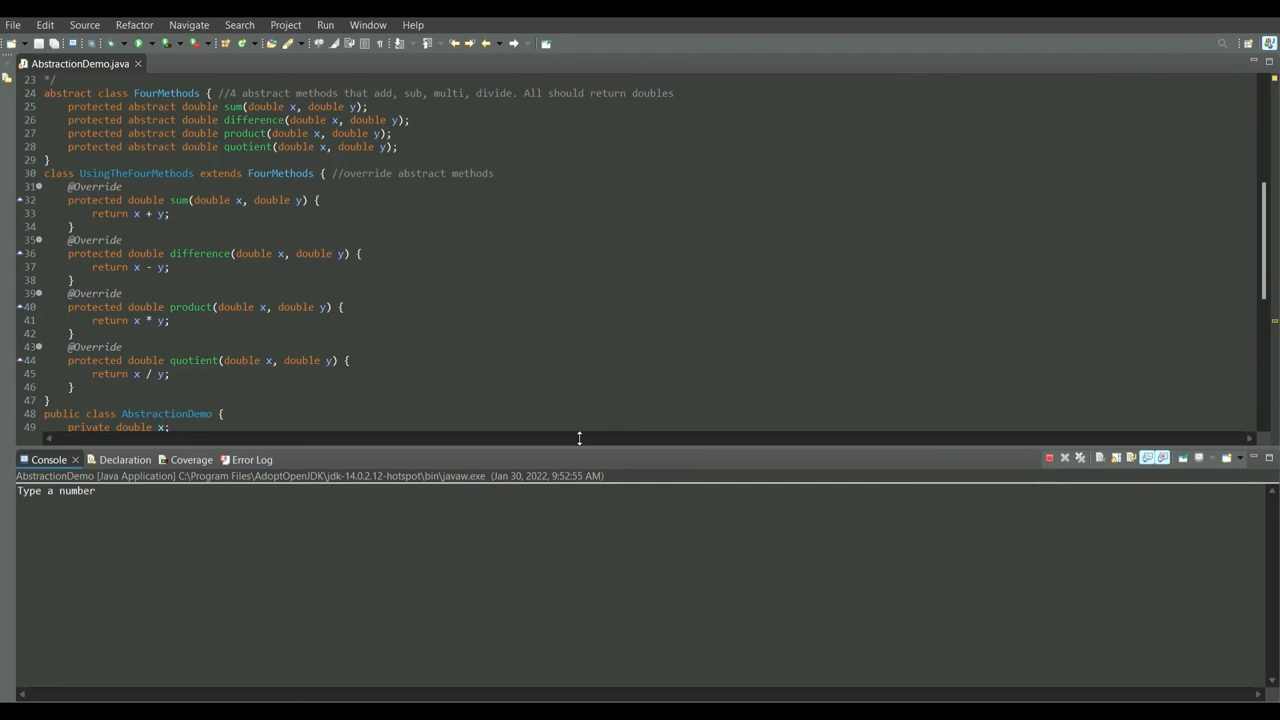 File Edit Source Refactor Navigate Search Project Run Window Help
AbstractionDemo.java
23 */
24 abstract class FourMethods { //4 abstract methods that add, sub, multi, divide. All should return doubles
25 protected abstract double sum(double x, double y);
26 protected abstract double difference(double x, double y);
27 protected abstract double product(double x, double y);
28 protected abstract double quotient(double x, double y);
29 }
30 class UsingTheFourMethods extends FourMethods { //override abstract methods
31 @Override
32 protected double sum(double x, double y) {
33 return x + y;
34 }
35 @Override
36 protected double difference(double x, double y) {
37 return x - y;
38 }
39 @Override
40 protected double product(double x, double y) {
41 return x * y;
42 }
43 @Override
44 protected double quotient(double x, double y) {
45 return x / y;
46 }
47 }
48 public class AbstractionDemo {
49 private double x;
Console Declaration Coverage Error Log
AbstractionDemo [Java Application] C:\Program Files\AdoptOpenJDK\jdk-14.0.2.12-hotspot\bin\javaw.exe (Jan 30, 2022, 9:52:55 AM)
Type a number